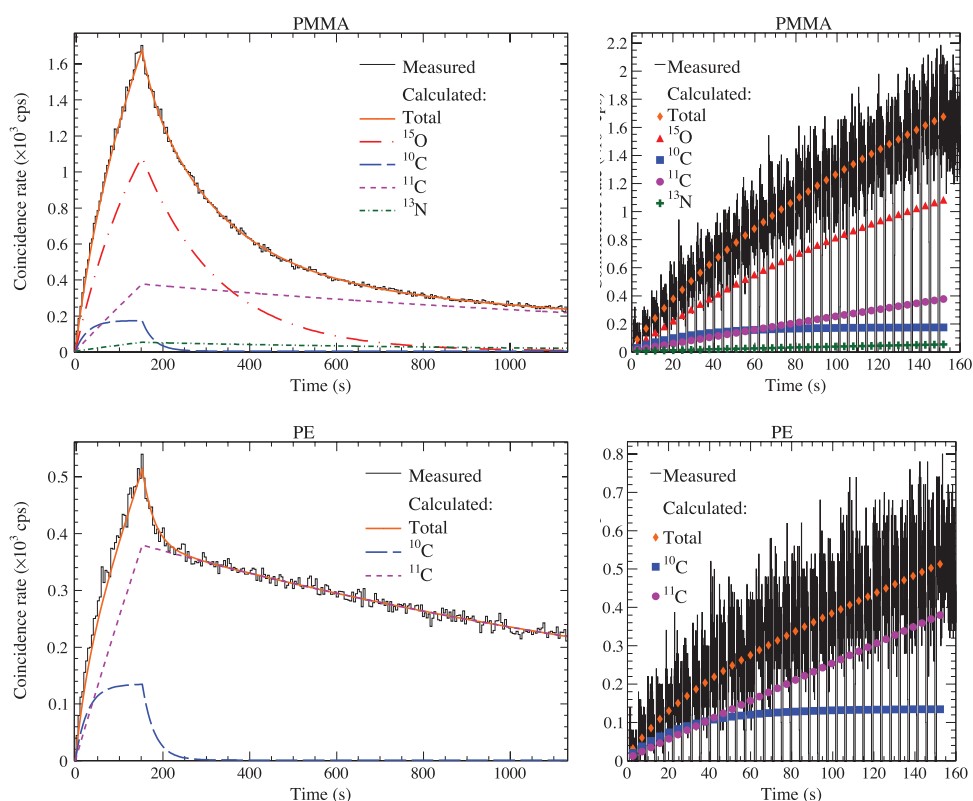 PMMA
Coincidence rate (×10³ cps)
1.6
1.4
1.2
1
0.8
0.6
0.4
0.2
0
Measured
Calculated:
Total
¹⁵O
¹⁰C
¹¹C
¹³N
0 200 400 600 800 1000
Time (s)
PMMA
2.2
2
1.8
1.6
1.4
1.2
1
0.8
0.6
0.4
0.2
0
Measured
Calculated:
Total
¹⁵O
¹⁰C
¹¹C
¹³N
0 20 40 60 80 100 120 140 160
Time (s)
PE
Coincidence rate (×10³ cps)
0.5
0.4
0.3
0.2
0.1
0
Measured
Calculated:
Total
¹⁰C
¹¹C
0 200 400 600 800 1000
Time (s)
PE
0.8
0.7
0.6
0.5
0.4
0.3
0.2
0.1
0
Measured
Calculated:
Total
¹⁰C
¹¹C
0 20 40 60 80 100 120 140 160
Time (s)